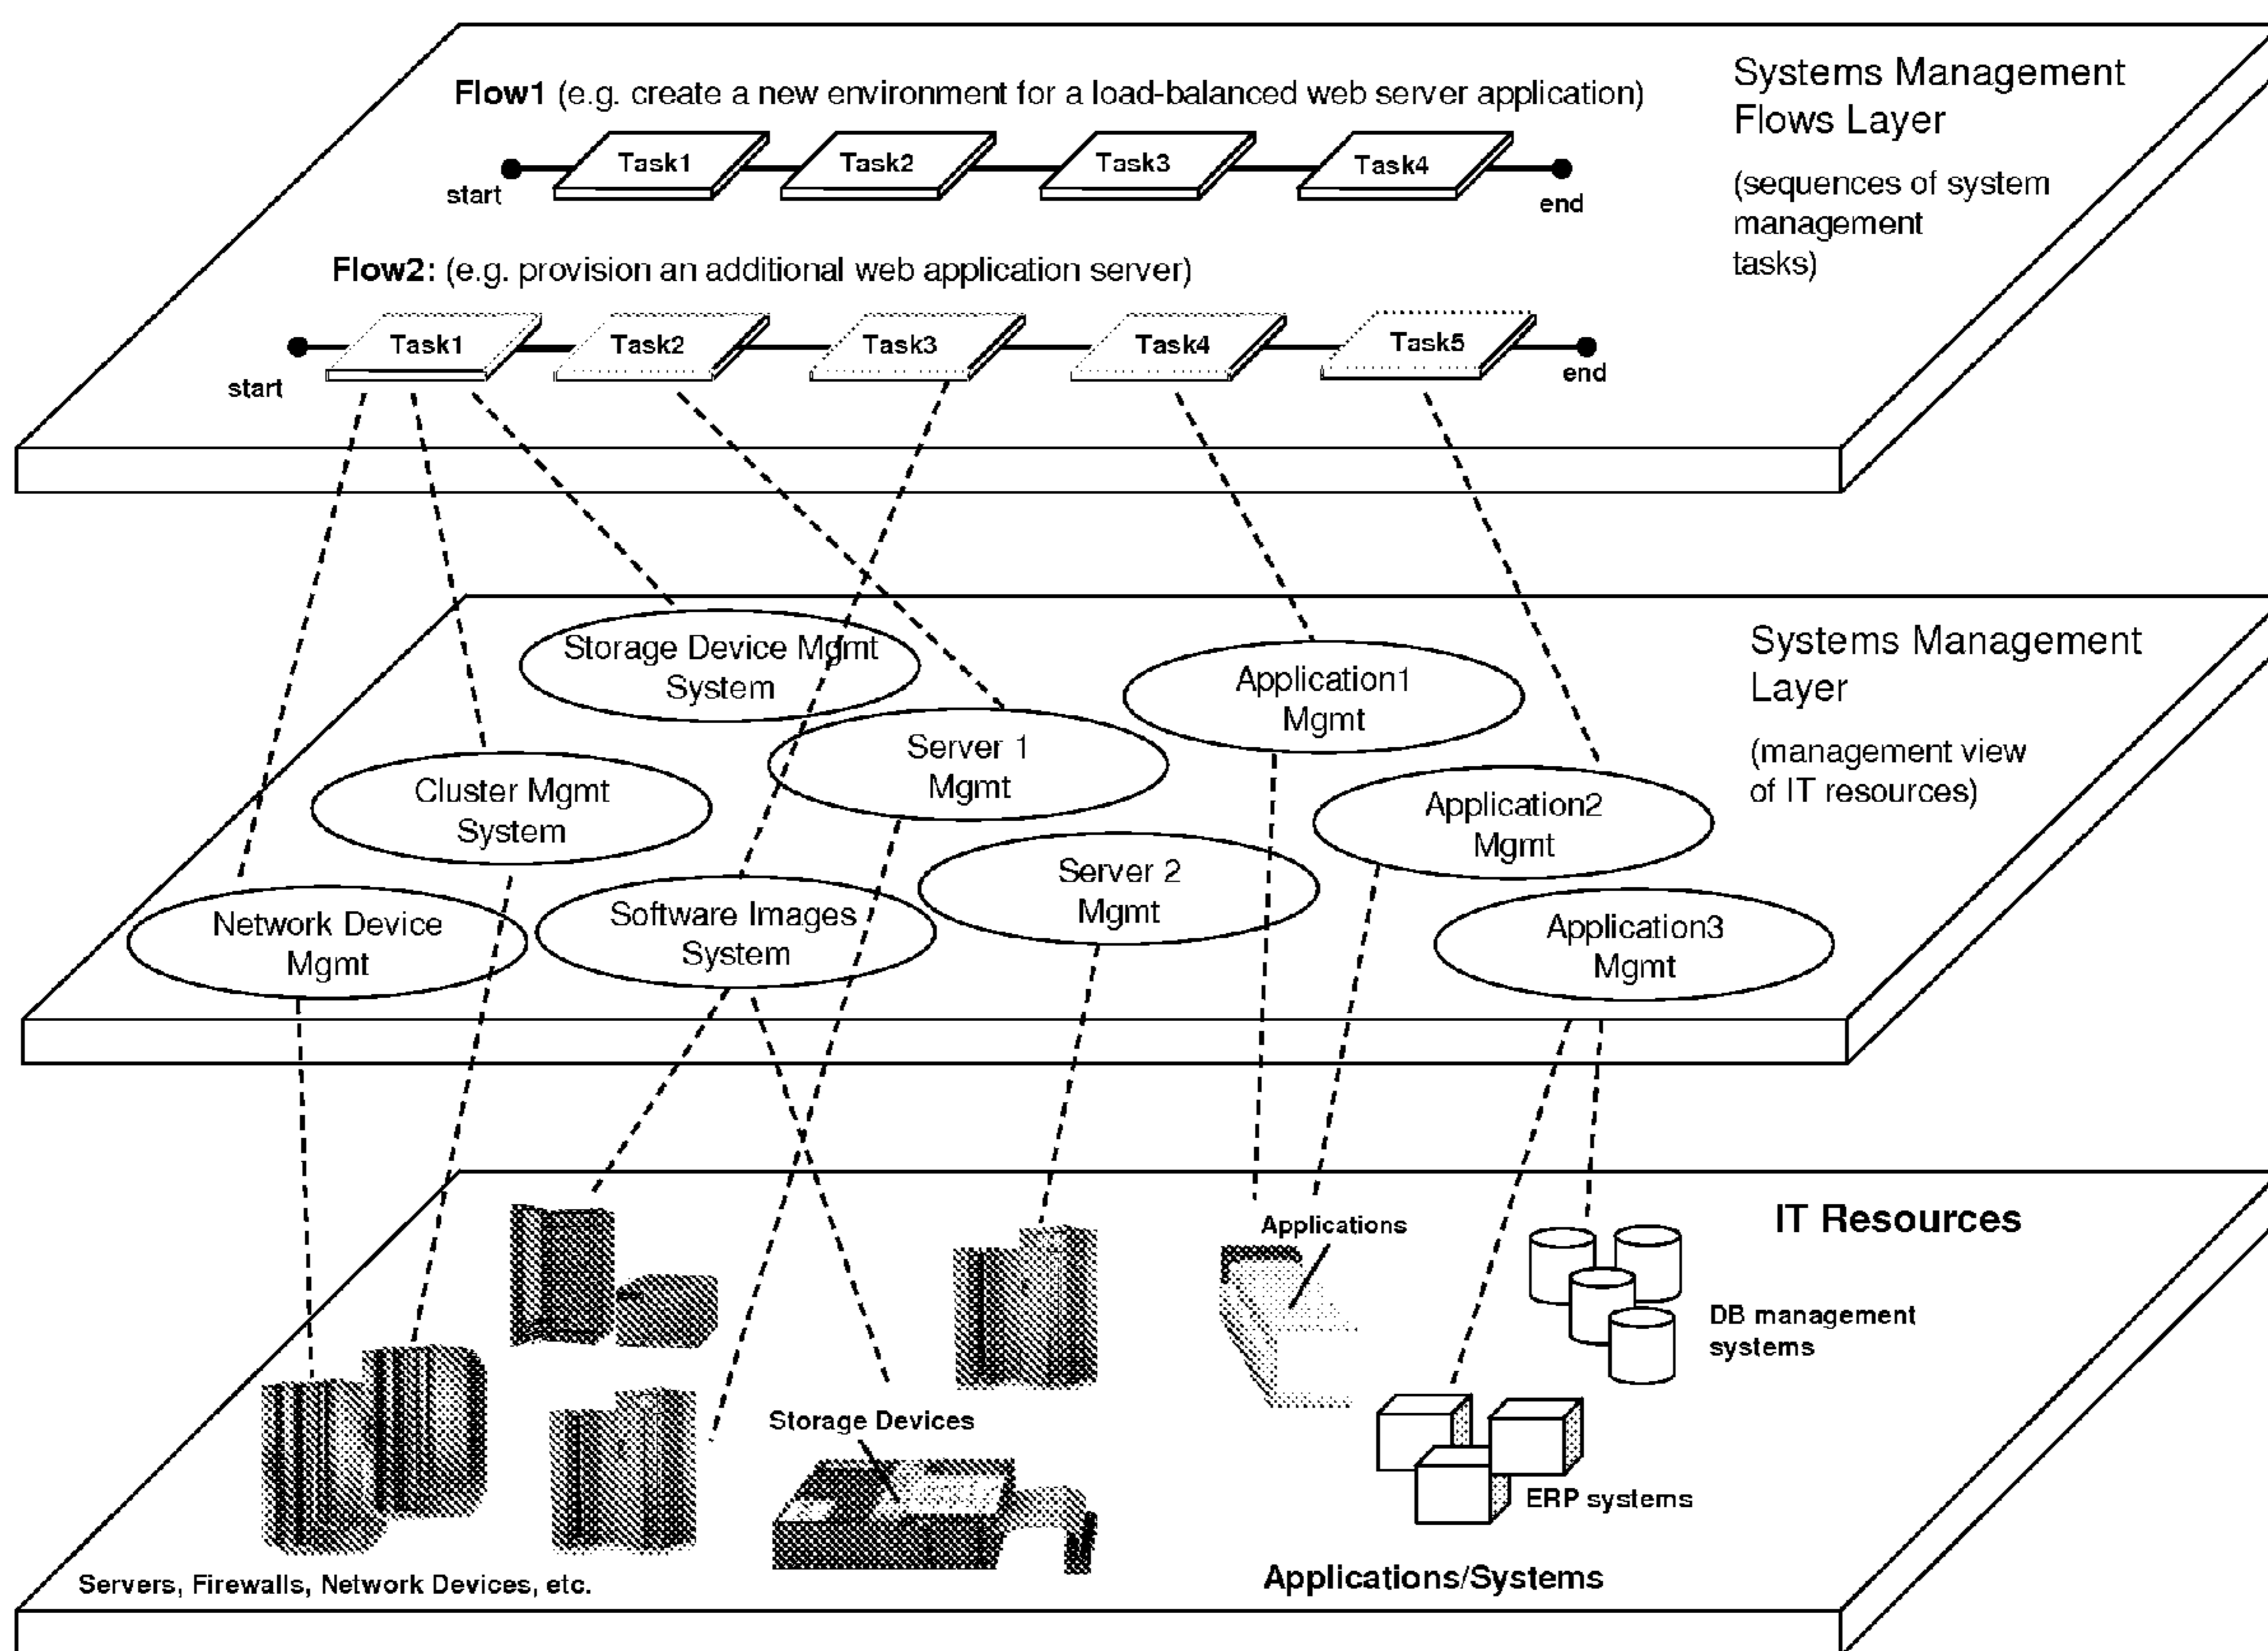 Flow1 (e.g. create a new environment for a load-balanced web server application)
Task1
Task2
Task3
Task4
start
end
Systems Management
Flows Layer
(sequences of system
management
tasks)
Flow2: (e.g. provision an additional web application server)
Task1
Task2
Task3
Task4
Task5
start
end
Storage Device Mgmt
System
Application1
Mgmt
Systems Management
Layer
(management view
of IT resources)
Server 1
Mgmt
Cluster Mgmt
System
Application2
Mgmt
Server 2
Mgmt
Network Device
Mgmt
Software Images
System
Application3
Mgmt
IT Resources
Applications
DB management
systems
Storage Devices
ERP systems
Servers, Firewalls, Network Devices, etc.
Applications/Systems